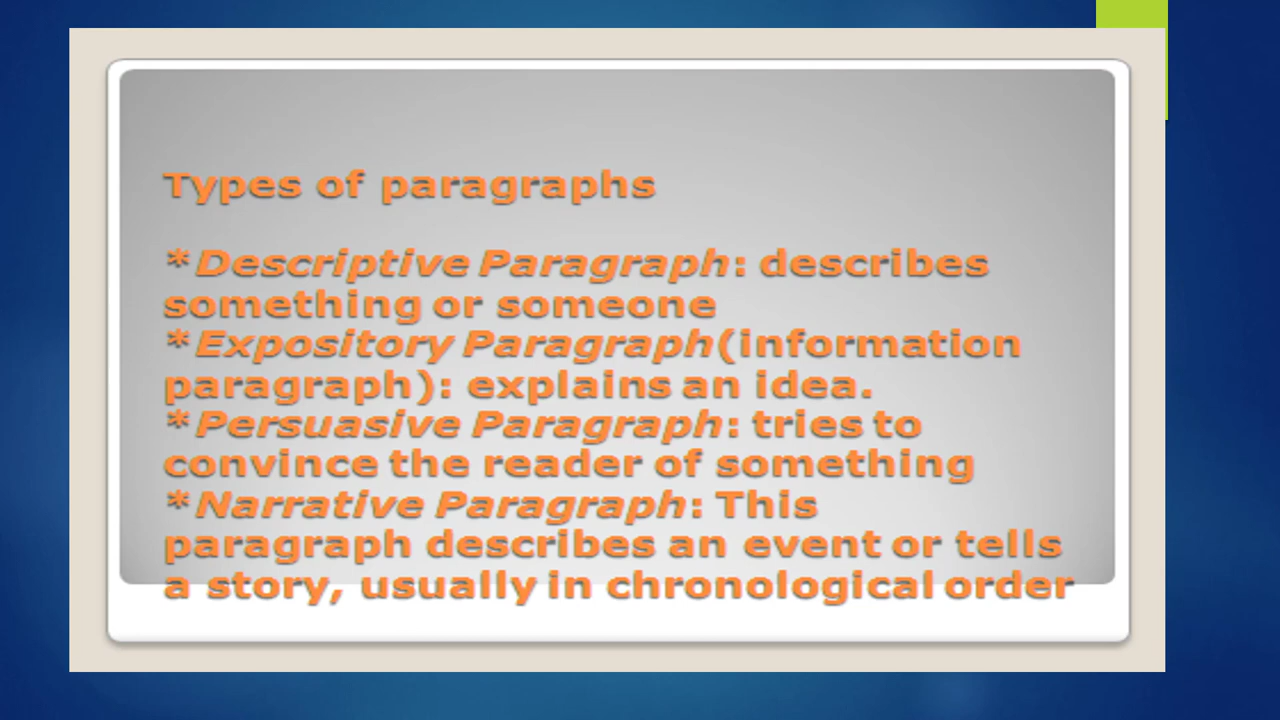 Types of paragraphs
*Descriptive Paragraph: describes
something or someone
*Expository Paragraph(information
paragraph): explains an idea.
*Persuasive Paragraph: tries to
convince the reader of something
*Narrative Paragraph: This
paragraph describes an event or tells
a story, usually in chronological order